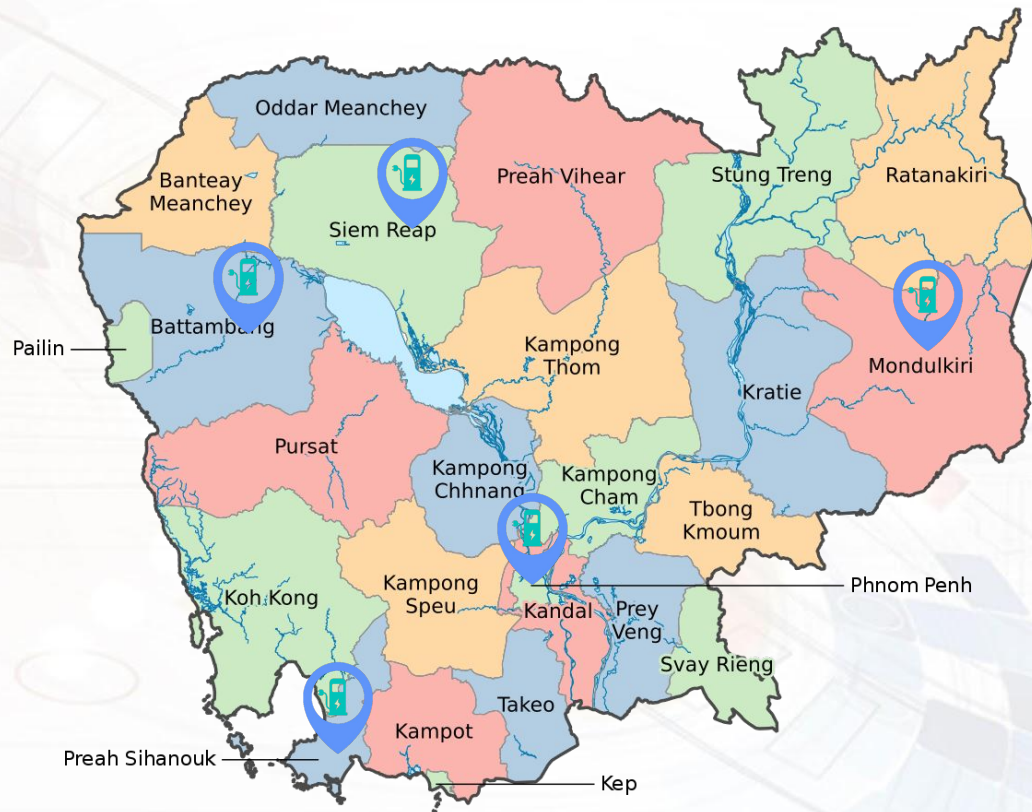 Oddar Meanchey
Banteay
Meanchey
Preah Vihear
Stung Treng
Ratanakiri
Siem Reap
Battambang
Pailin
Kampong
Thom
Mondulkiri
Kratie
Pursat
Kampong
Chhnang
Kampong
Cham
Tbong
Kmoum
Koh Kong
Kampong
Speu
Kandal
Prey
Veng
Phnom Penh
Svay Rieng
Takeo
Kampot
Preah Sihanouk
Kep